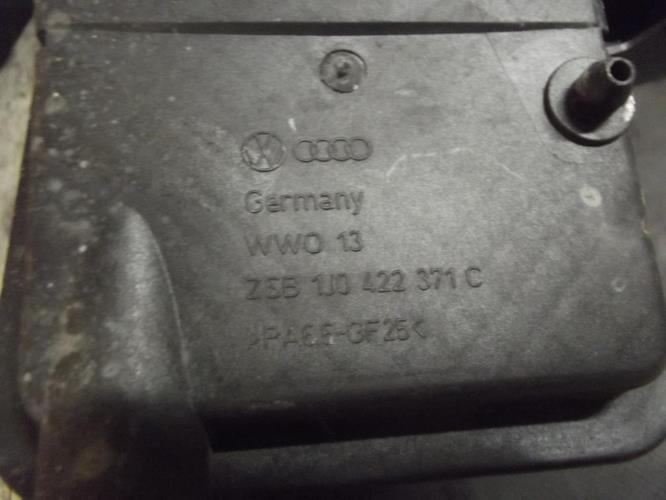 Germany
WWO 13
ZSB 1J0 422 371 C
>PA6.6-GF25<